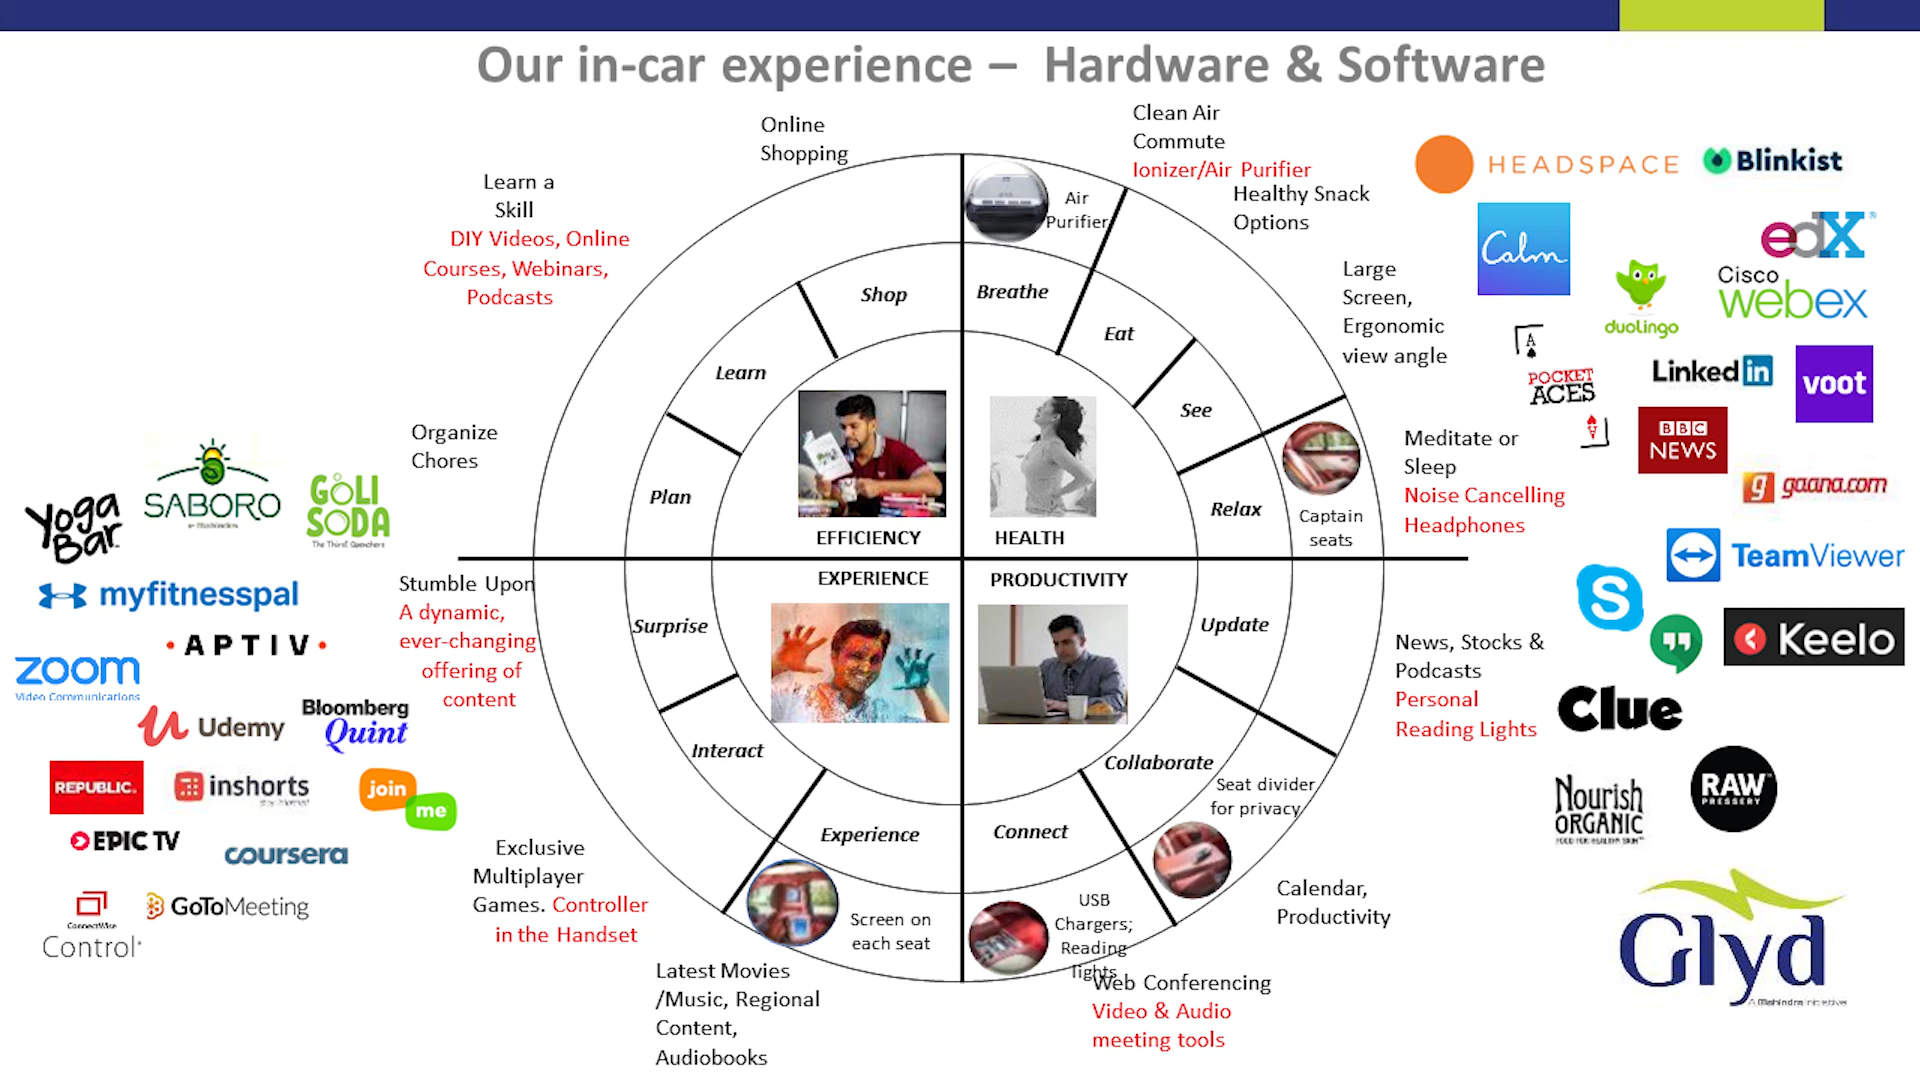 Our in-car experience – Hardware & Software
Online
Shopping
Clean Air
Commute
Ionizer/Air Purifier
Healthy Snack
Options
Learn a
Skill
DIY Videos, Online
Courses, Webinars,
Podcasts
Large
Screen,
Ergonomic
view angle
Organize
Chores
Meditate or
Sleep
Noise Cancelling
Headphones
Air
Purifier
Shop
Breathe
Eat
Learn
See
Plan
Relax
Captain
seats
EFFICIENCY
HEALTH
EXPERIENCE
PRODUCTIVITY
Surprise
Update
Interact
Collaborate
Experience
Connect
Seat divider
for privacy
Screen on
each seat
USB
Chargers;
Reading
lights
Stumble Upon
A dynamic,
ever-changing
offering of
content
News, Stocks &
Podcasts
Personal
Reading Lights
Exclusive
Multiplayer
Games. Controller
in the Handset
Calendar,
Productivity
Latest Movies
/Music, Regional
Content,
Audiobooks
Web Conferencing
Video & Audio
meeting tools
HEADSPACE
Blinkist
Calm
edX
duolingo
Cisco
webex
A
POCKET
ACES
A
Linked in
voot
BBC
NEWS
gaana.com
TeamViewer
Keelo
Clue
Nourish
ORGANIC
RAW
PRESSERY
Glyd
A Mahindra Initiative
Yoga
Bar
SABORO
GOLI
SODA
The Thirst Quenchers
myfitnesspal
APTIV
zoom
Video Communications
Udemy
Bloomberg
Quint
REPUBLIC.
inshorts
stay informed
join
me
EPIC TV
coursera
ConnectWise
Control
GoToMeeting